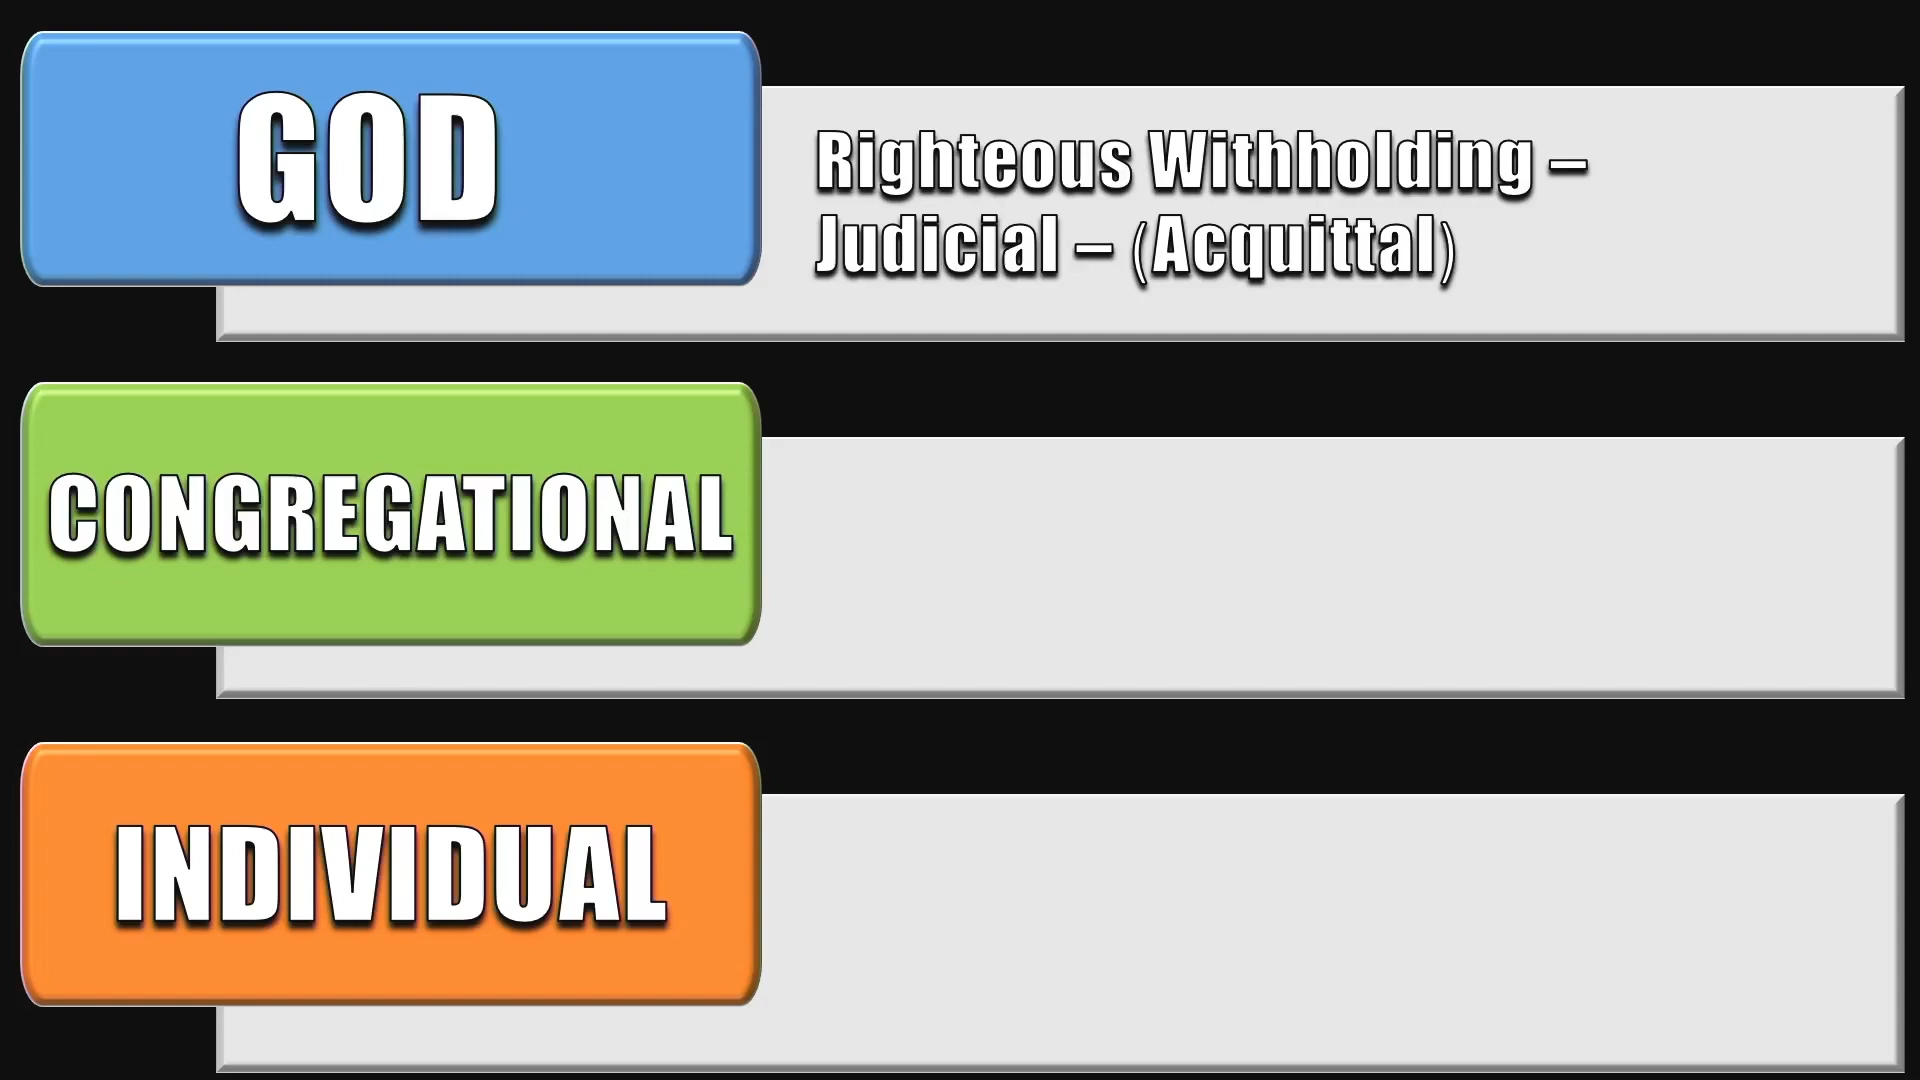 GOD
Righteous Withholding –
Judicial – (Acquittal)
CONGREGATIONAL
INDIVIDUAL